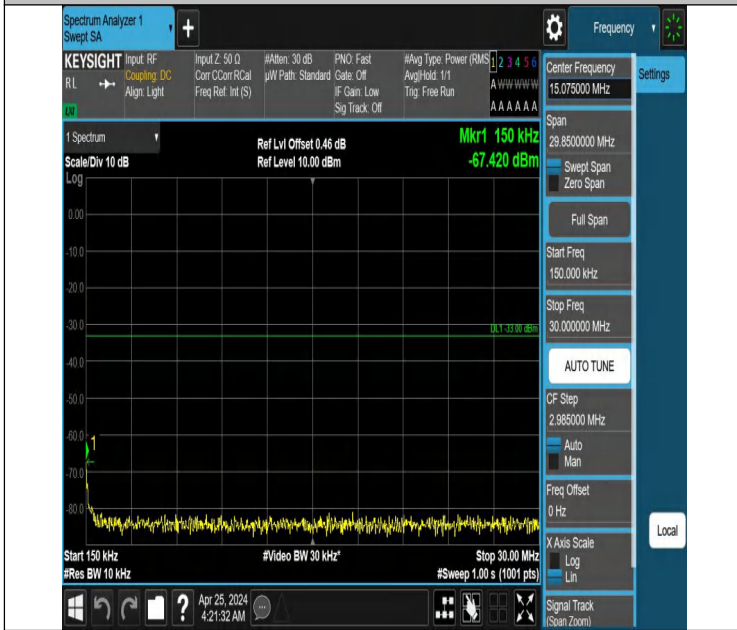 Spectrum Analyzer 1
Swept SA
+
Frequency
KEYSIGHT
RL
LXI
Input: RF
Coupling: DC
Align: Light
Input Z: 50 Ω
Corr CCorr RCal
Freq Ref: Int (S)
#Atten: 30 dB
µW Path: Standard
PNO: Fast
Gate: Off
IF Gain: Low
Sig Track: Off
#Avg Type: Power (RMS
Avg|Hold: 1/1
Trig: Free Run
1 2 3 4 5 6
A W W W W W
A A A A A A
1 Spectrum
Scale/Div 10 dB
Log
Ref Lvl Offset 0.46 dB
Ref Level 10.00 dBm
Mkr1 150 kHz
-67.420 dBm
0.00
-10.0
-20.0
-30.0
DL1 -33.00 dBm
-40.0
-50.0
-60.0
1
-70.0
-80.0
Start 150 kHz
#Res BW 10 kHz
#Video BW 30 kHz*
Stop 30.00 MHz
#Sweep 1.00 s (1001 pts)
?
Apr 25, 2024
4:21:32 AM
Center Frequency
15.075000 MHz
Settings
Span
29.8500000 MHz
Swept Span
Zero Span
Full Span
Start Freq
150.000 kHz
Stop Freq
30.000000 MHz
AUTO TUNE
CF Step
2.985000 MHz
Auto
Man
Freq Offset
0 Hz
Local
X Axis Scale
Log
Lin
Signal Track
(Span Zoom)